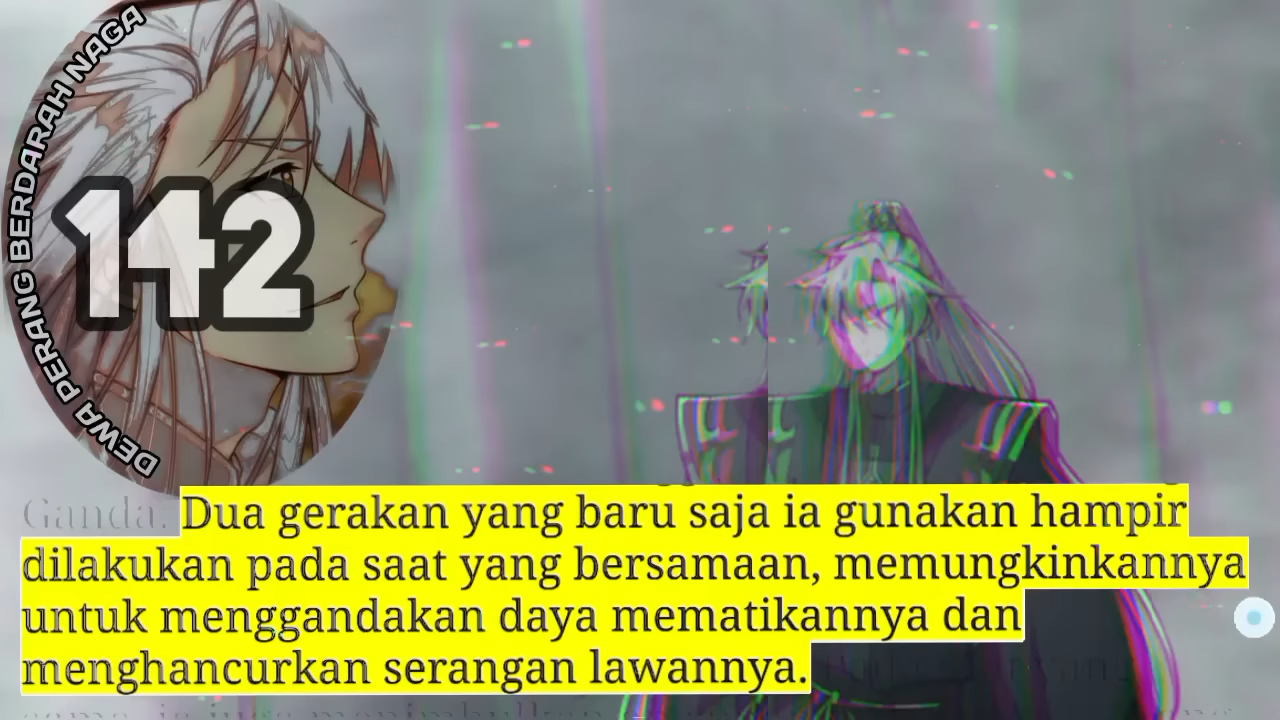 DEWA PERANG BERDARAH NAGA
142
Ganda. Dua gerakan yang baru saja ia gunakan hampir
dilakukan pada saat yang bersamaan, memungkinkannya
untuk menggandakan daya mematikannya dan
menghancurkan serangan lawannya.